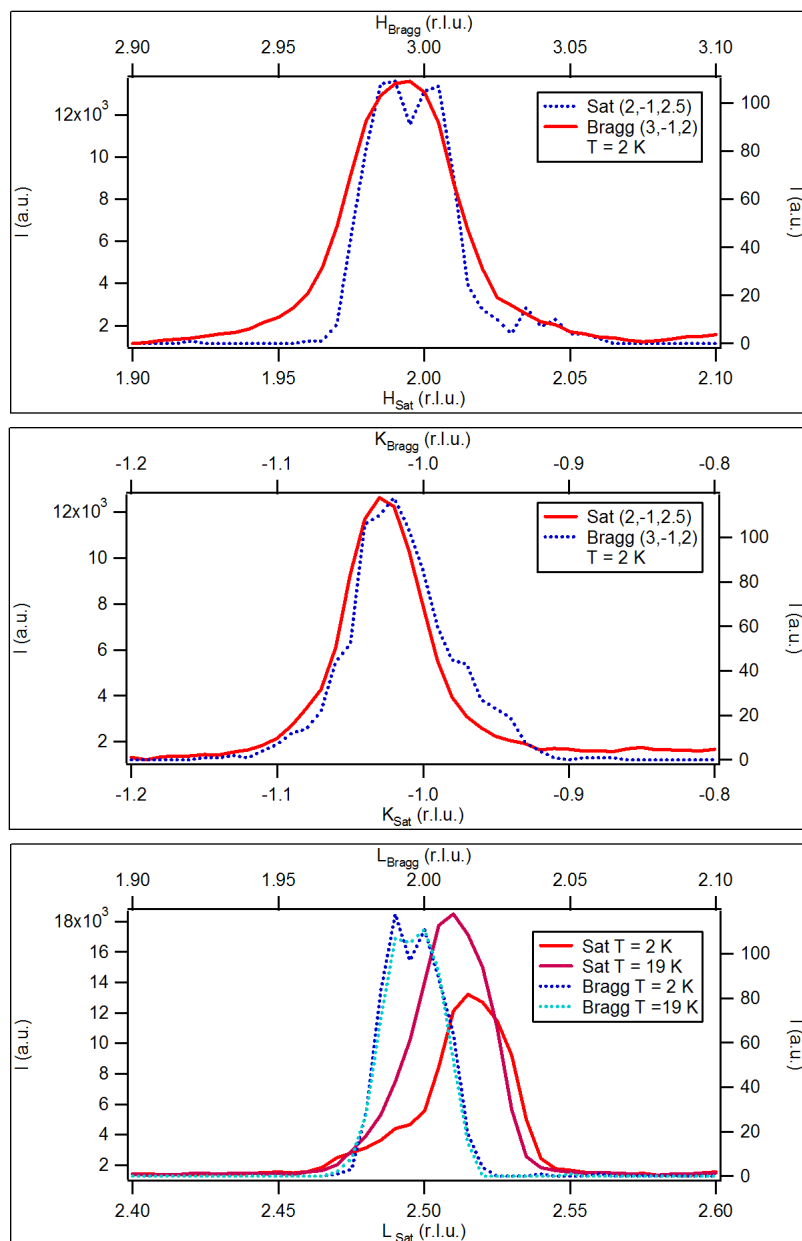 H_Bragg (r.l.u.)
2.90 2.95 3.00 3.05 3.10
Sat (2,-1,2.5)
Bragg (3,-1,2)
T = 2 K
12x10³
10
8
6
4
2
I (a.u.)
100
80
60
40
20
0
I (a.u.)
1.90 1.95 2.00 2.05 2.10
H_Sat (r.l.u.)
K_Bragg (r.l.u.)
-1.2 -1.1 -1.0 -0.9 -0.8
Sat (2,-1,2.5)
Bragg (3,-1,2)
T = 2 K
12x10³
10
8
6
4
2
I (a.u.)
100
80
60
40
20
0
I (a.u.)
-1.2 -1.1 -1.0 -0.9 -0.8
K_Sat (r.l.u.)
L_Bragg (r.l.u.)
1.90 1.95 2.00 2.05 2.10
Sat T = 2 K
Sat T = 19 K
Bragg T = 2 K
Bragg T =19 K
18x10³
16
14
12
10
8
6
4
2
I (a.u.)
100
80
60
40
20
0
I (a.u.)
2.40 2.45 2.50 2.55 2.60
L_Sat (r.l.u.)